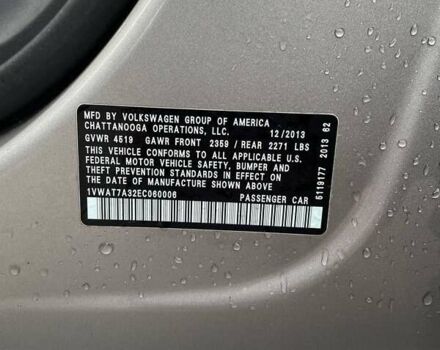 MFD BY VOLKSWAGEN GROUP OF AMERICA
CHATTANOOGA OPERATIONS, LLC. 12/2013
GVWR 4519 GAWR FRONT 2359 / REAR 2271 LBS
THIS VEHICLE CONFORMS TO ALL APPLICABLE U.S.
FEDERAL MOTOR VEHICLE SAFETY, BUMPER AND
THEFT PREVENTION STANDARDS IN EFFECT ON THE
DATE OF MANUFACTURE SHOWN ABOVE.
1VWAT7A32EC060006 PASSENGER CAR
5119177 2013 62